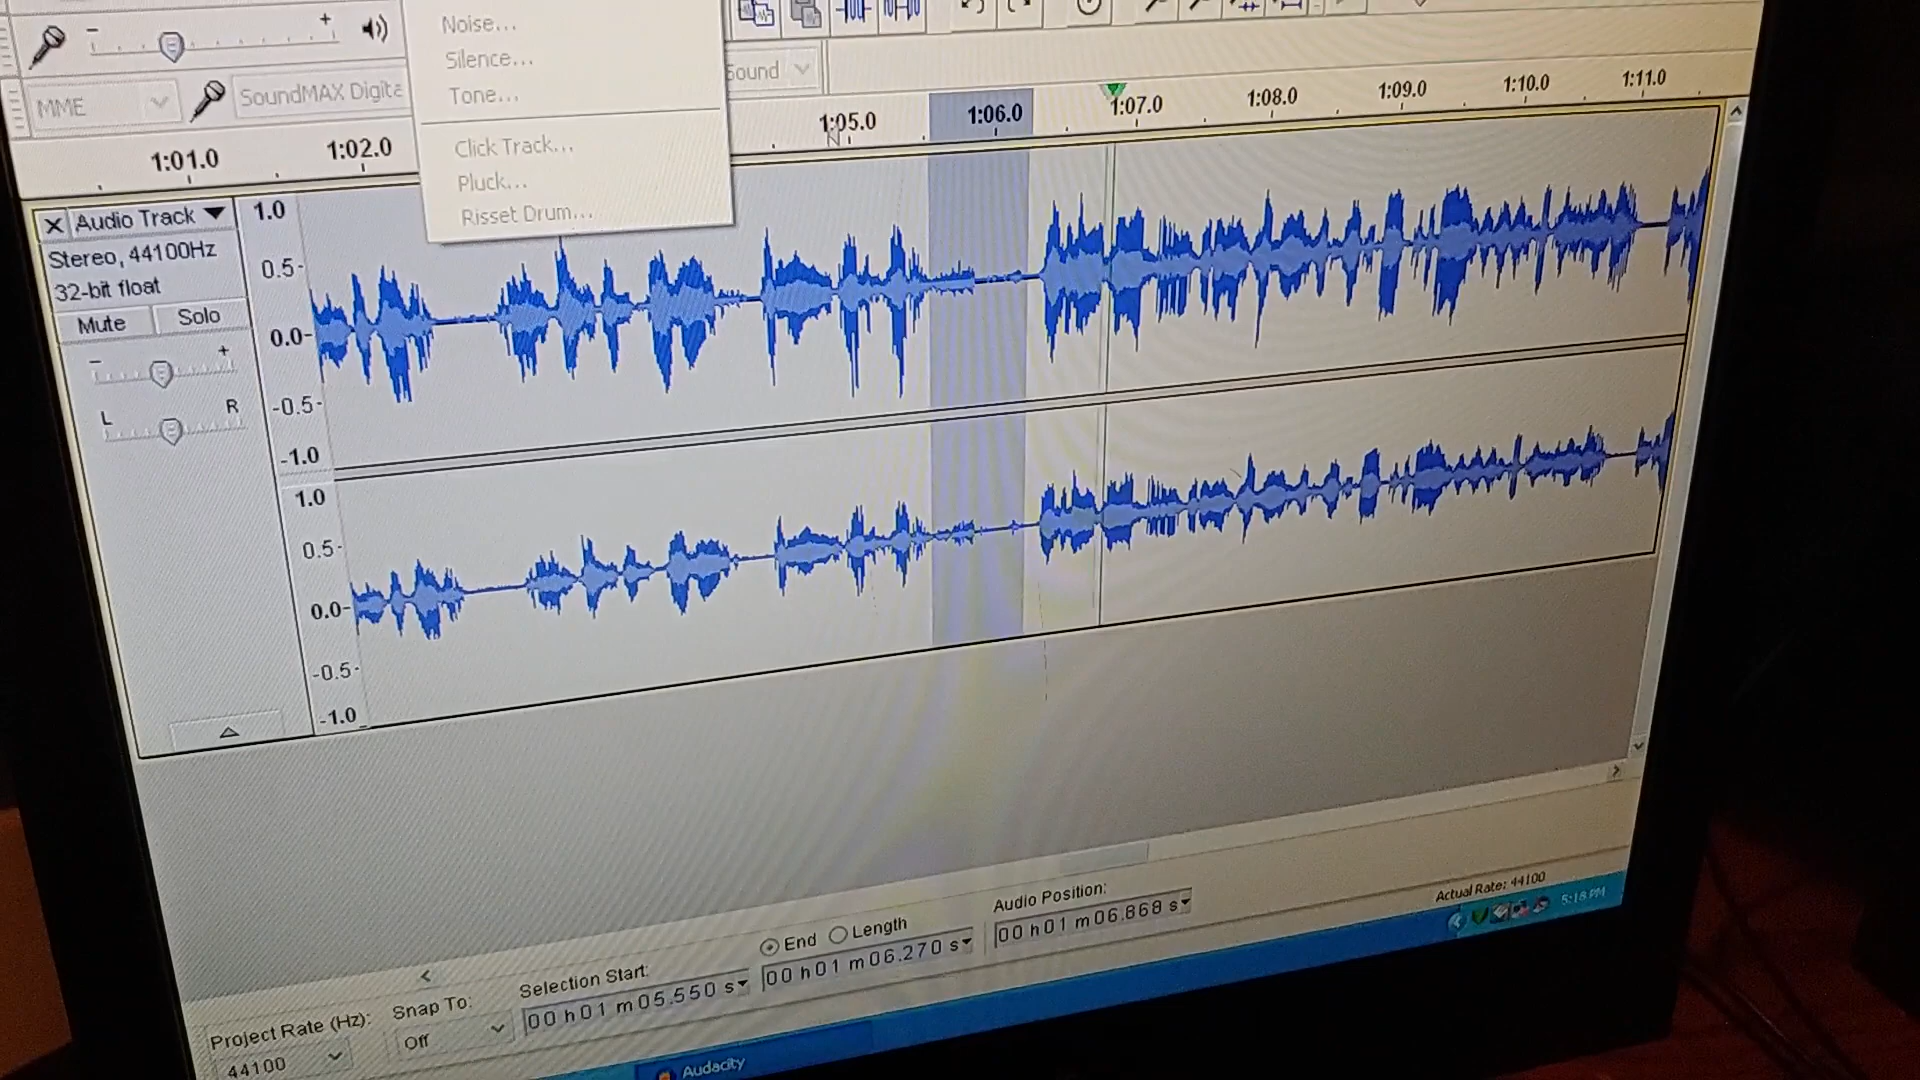 Noise...
Silence...
Tone...
Click Track...
Pluck...
Risset Drum...
MME
SoundMAX Digita
Sound
1:01.0
1:02.0
1:05.0
1:06.0
1:07.0
1:08.0
1:09.0
1:10.0
1:11.0
Audio Track
Stereo, 44100Hz
32-bit float
Mute
Solo
L
R
1.0
0.5
0.0
-0.5
-1.0
1.0
0.5
0.0
-0.5
-1.0
Project Rate (Hz):
44100
Snap To:
Off
Selection Start:
00 h 01 m 05.550 s
End
Length
00 h 01 m 06.270 s
Audio Position:
00 h 01 m 06.868 s
Actual Rate: 44100
Audacity
5:18 PM